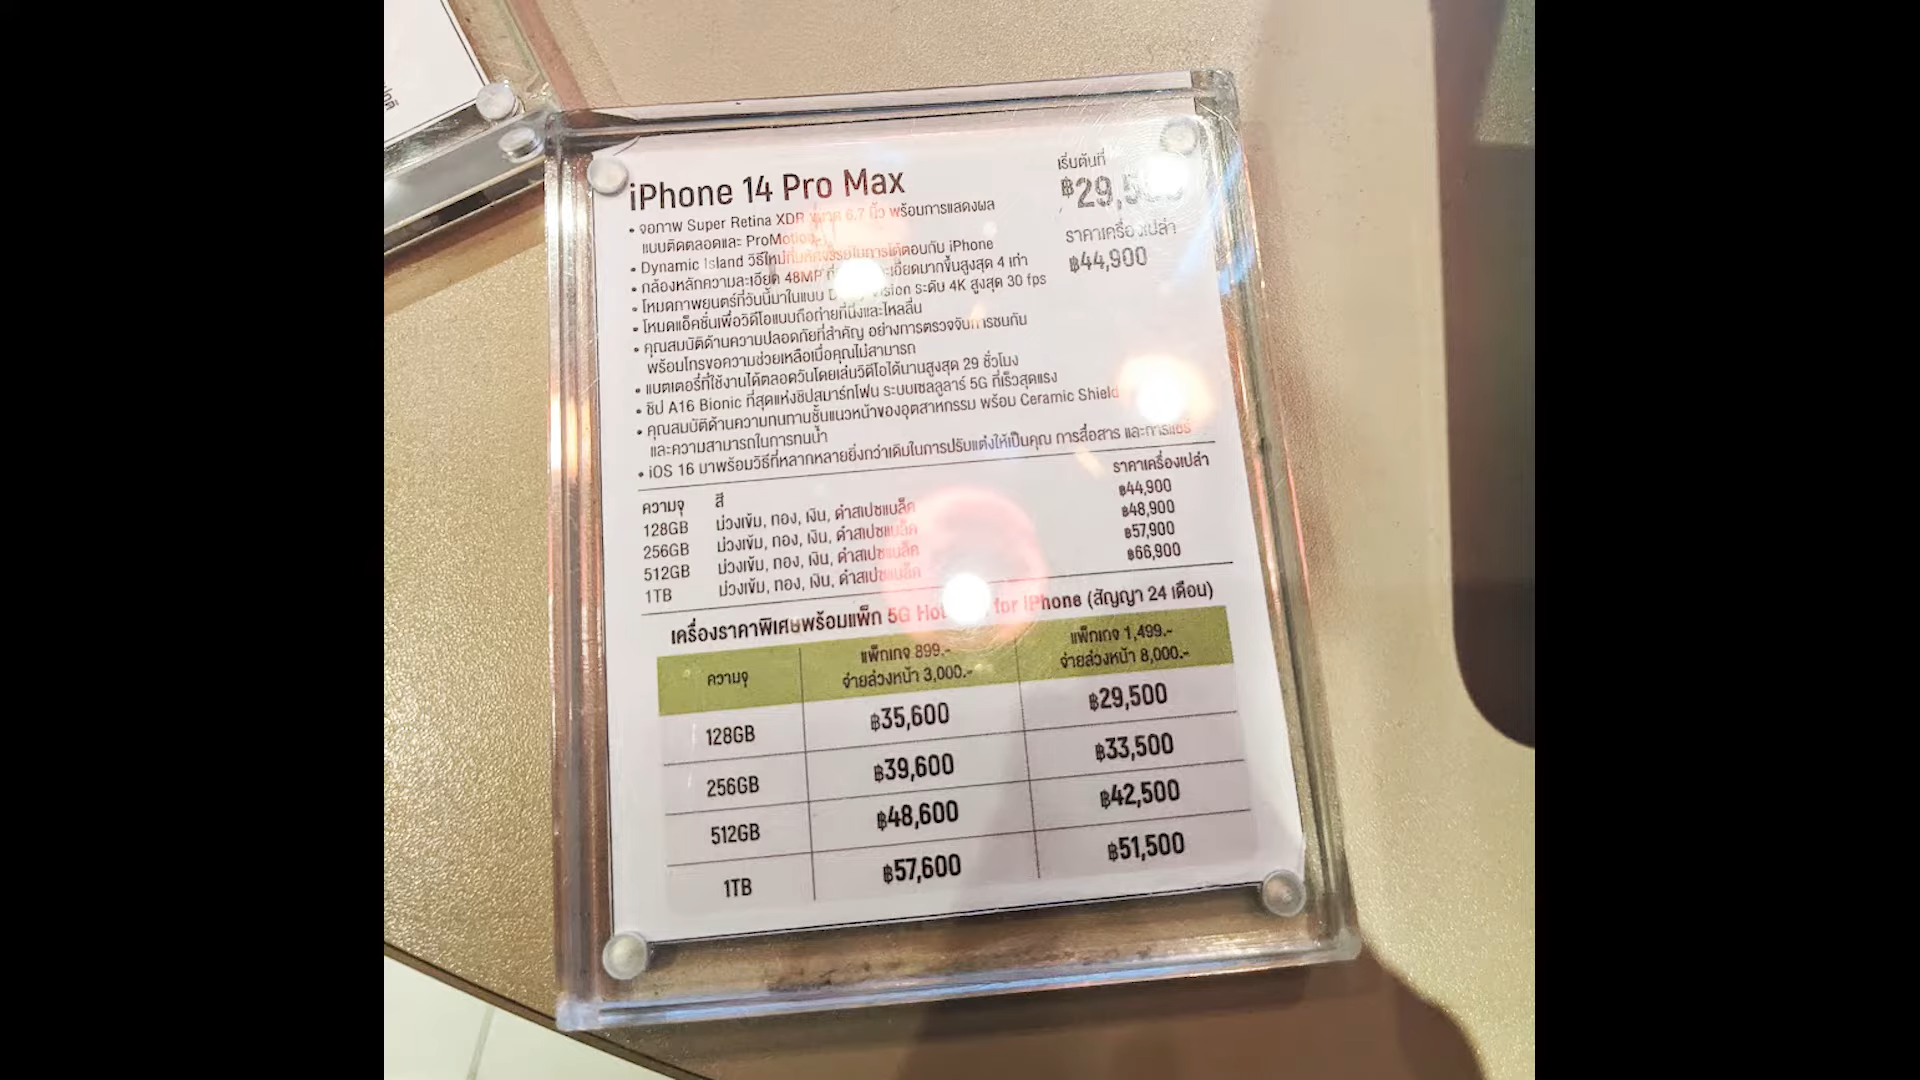 iPhone 14 Pro Max
เริ่มต้นที่
฿29,5
ราคาเครื่องเปล่า
฿44,900
• จอภาพ Super Retina XDR ขนาด 6.7 นิ้ว พร้อมการแสดงผล
แบบติดตลอดและ ProMotion
• Dynamic Island วิธีใหม่ที่มหัศจรรย์ในการโต้ตอบกับ iPhone
• กล้องหลักความละเอียด 48MP สูงสุด 4 เท่า
• โหมดภาพยนตร์ที่วันนี้มาในแบบ Vision ระดับ 4K สูงสุด 30 fps
• โหมดแอ็คชั่นเพื่อวิดีโอแบบถือถ่ายที่นิ่งและไหลลื่น
• คุณสมบัติด้านความปลอดภัยที่สำคัญ อย่างการตรวจจับการชนกัน
พร้อมโทรขอความช่วยเหลือเมื่อคุณไม่สามารถ
• แบตเตอรี่ที่ใช้งานได้ตลอดวันโดยเล่นวิดีโอได้นานสูงสุด 29 ชั่วโมง
• ชิป A16 Bionic ที่สุดแห่งชิปสมาร์ทโฟน ระบบเซลลูลาร์ 5G ที่เร็วสุดแรง
• คุณสมบัติด้านความทนทานชั้นแนวหน้าของอุตสาหกรรม พร้อม Ceramic Shield
และความสามารถในการทนน้ำ
• iOS 16 มาพร้อมวิธีที่หลากหลายยิ่งกว่าเดิมในการปรับแต่งให้เป็นคุณ การสื่อสาร และการแชร์
ความจุ สี ราคาเครื่องเปล่า
128GB ม่วงเข้ม, ทอง, เงิน, ดำสเปซแบล็ค ฿44,900
256GB ม่วงเข้ม, ทอง, เงิน, ดำสเปซแบล็ค ฿48,900
512GB ม่วงเข้ม, ทอง, เงิน, ดำสเปซแบล็ค ฿57,900
1TB ม่วงเข้ม, ทอง, เงิน, ดำสเปซแบล็ค ฿66,900
เครื่องราคาพิเศษพร้อมแพ็ก 5G for iPhone (สัญญา 24 เดือน)
ความจุ
แพ็กเกจ 899.-
จ่ายล่วงหน้า 3,000.-
แพ็กเกจ 1,499.-
จ่ายล่วงหน้า 8,000.-
128GB ฿35,600 ฿29,500
256GB ฿39,600 ฿33,500
512GB ฿48,600 ฿42,500
1TB ฿57,600 ฿51,500